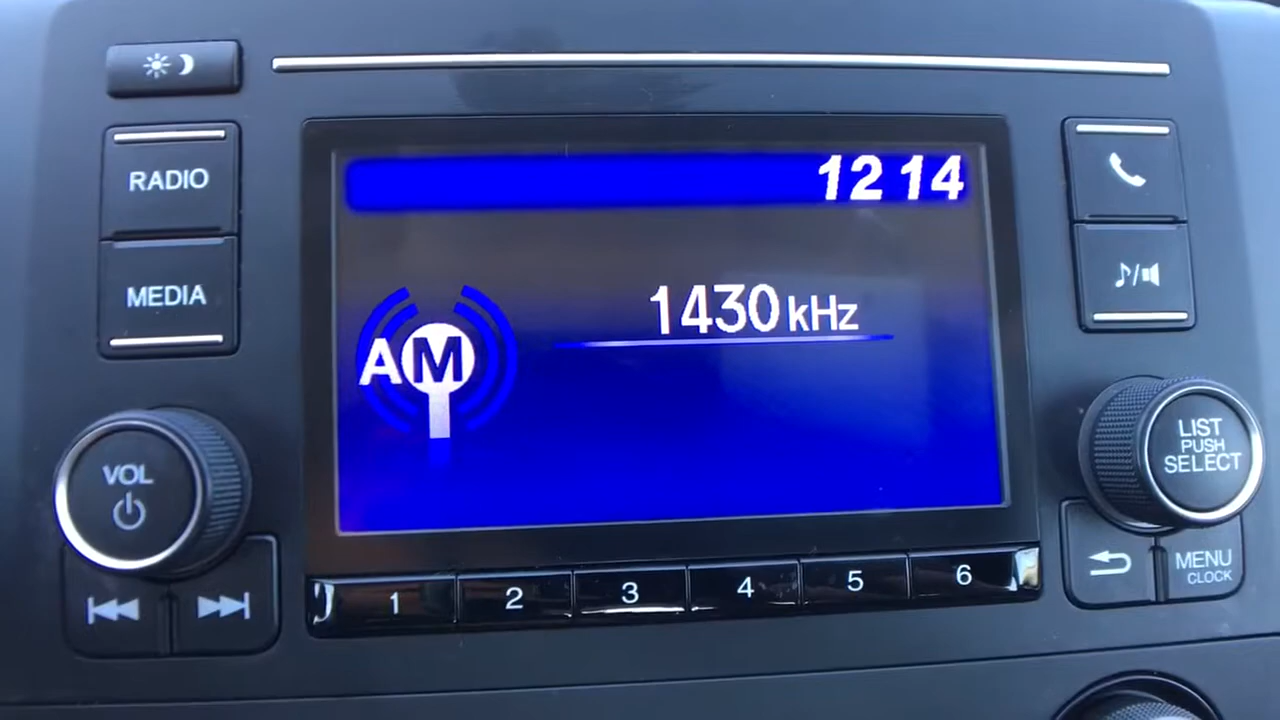 RADIO
MEDIA
VOL
12 14
1430 kHz
AM
1
2
3
4
5
6
LIST
PUSH
SELECT
MENU
CLOCK